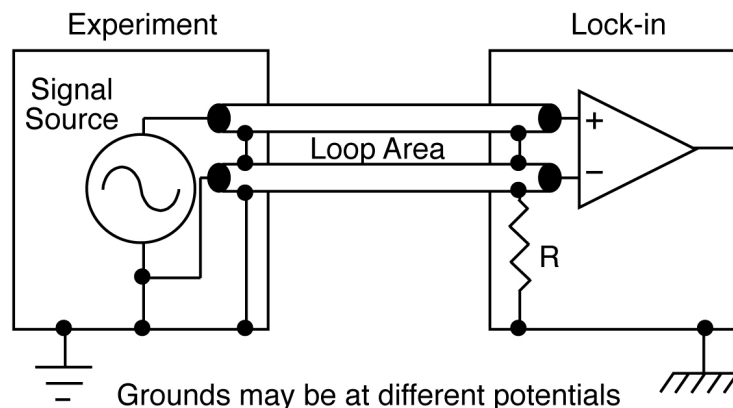 Experiment
Lock-in
Signal
Source
+
Loop Area
−
R
Grounds may be at different potentials